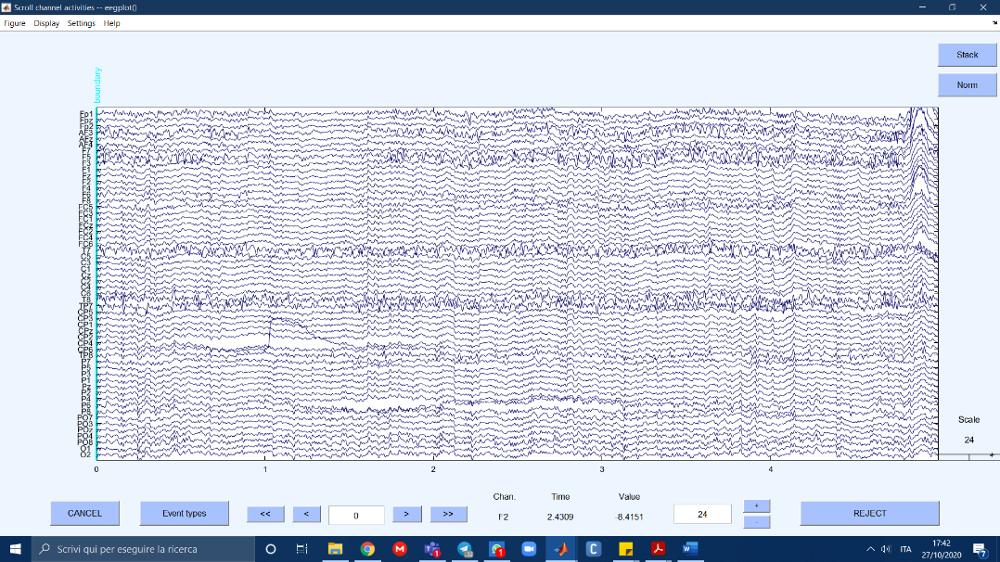 Scroll channel activities -- eegplot()
Figure Display Settings Help
boundary
Stack
Norm
Fp1
Fpz
Fp2
AF3
AFz
AF4
F7
F5
F3
F1
Fz
F2
F4
F6
F8
FC5
FC3
FC1
FCz
FC2
FC4
FC6
T7
C5
C3
C1
Cz
C2
C4
C6
T8
TP7
CP5
CP3
CP1
CPz
CP2
CP4
CP6
TP8
P7
P5
P3
P1
Pz
P2
P4
P6
P8
PO7
PO3
POz
PO4
PO8
O1
O2
0 1 2 3 4
Scale
24
+
Chan. Time Value
F2 2.4309 -8.4151
CANCEL Event types << < 0 > >> 24 + - REJECT
Scrivi qui per eseguire la ricerca
ITA
17:42
27/10/2020